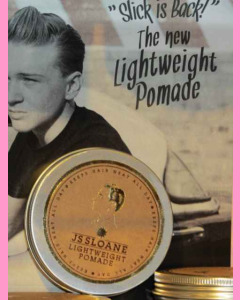 "Slick is Back!"
The new
Lightweight
Pomade
JS SLOANE
LIGHTWEIGHT
POMADE